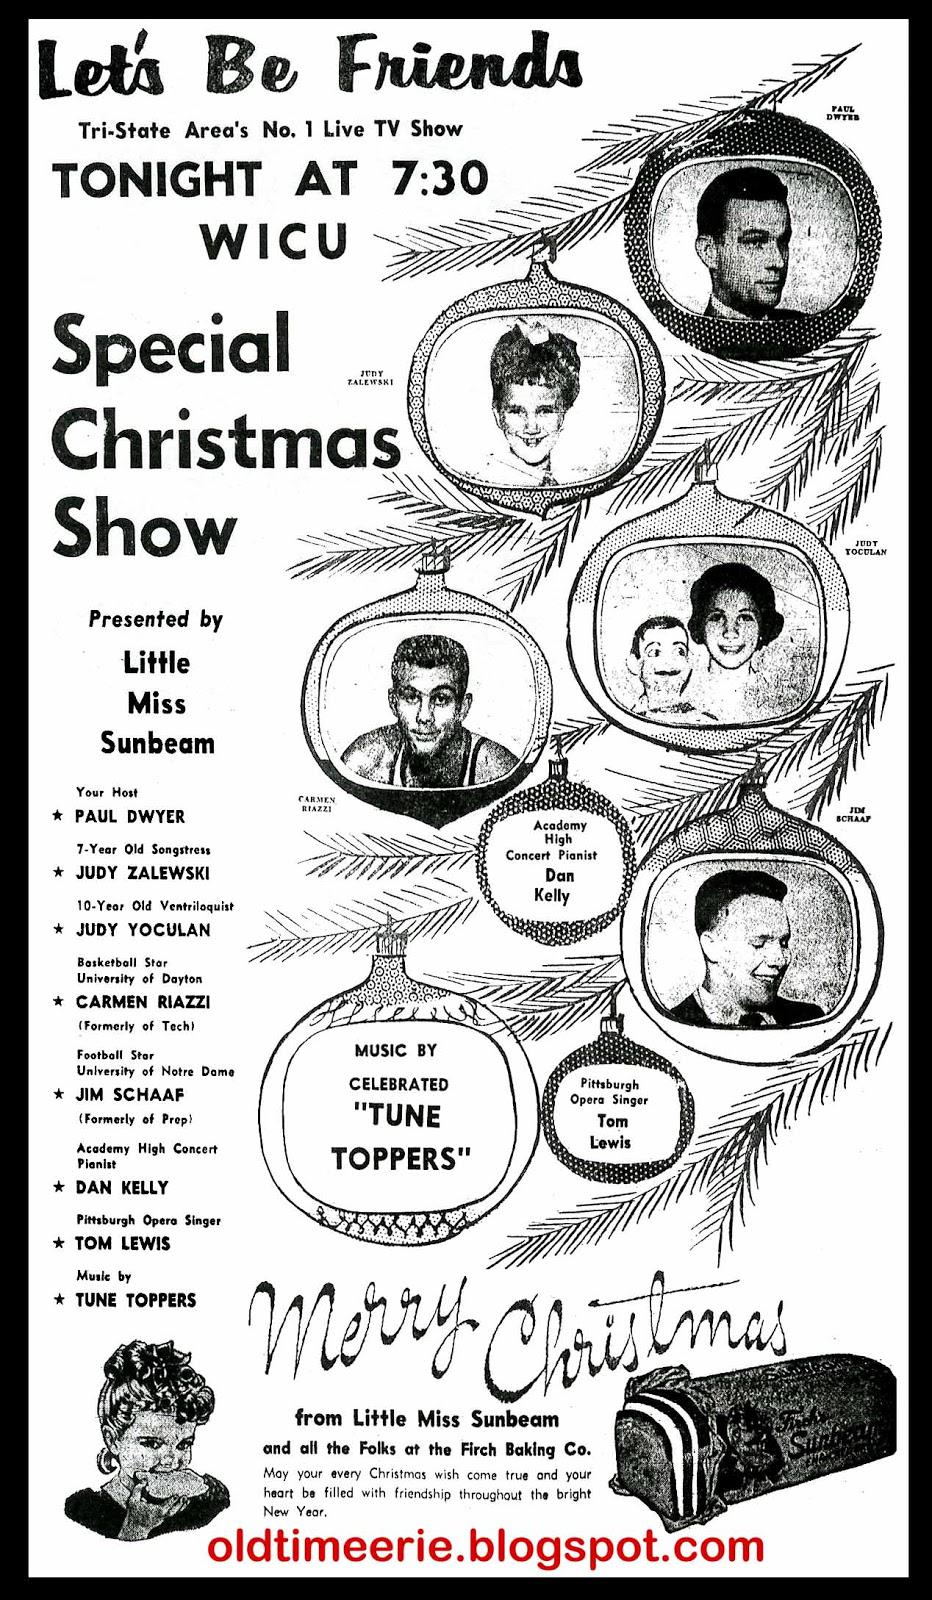 Let's Be Friends
Tri-State Area's No. 1 Live TV Show
TONIGHT AT 7:30
WICU
Special
Christmas
Show
Presented by
Little
Miss
Sunbeam
Your Host
★ PAUL DWYER
7-Year Old Songstress
★ JUDY ZALEWSKI
10-Year Old Ventriloquist
★ JUDY YOCULAN
Basketball Star
University of Dayton
★ CARMEN RIAZZI
(Formerly of Tech)
Football Star
University of Notre Dame
★ JIM SCHAAF
(Formerly of Prep)
Academy High Concert
Pianist
★ DAN KELLY
Pittsburgh Opera Singer
★ TOM LEWIS
Music by
★ TUNE TOPPERS
PAUL
DWYER
JUDY
ZALEWSKI
JUDY
YOCULAN
CARMEN
RIAZZI
JIM
SCHAAF
Academy
High
Concert Pianist
Dan
Kelly
MUSIC BY
CELEBRATED
"TUNE
TOPPERS"
Pittsburgh
Opera Singer
Tom
Lewis
Merry Christmas
from Little Miss Sunbeam
and all the Folks at the Firch Baking Co.
May your every Christmas wish come true and your
heart be filled with friendship throughout the bright
New Year.
Firch's
Sunbeam
oldtimeerie.blogspot.com